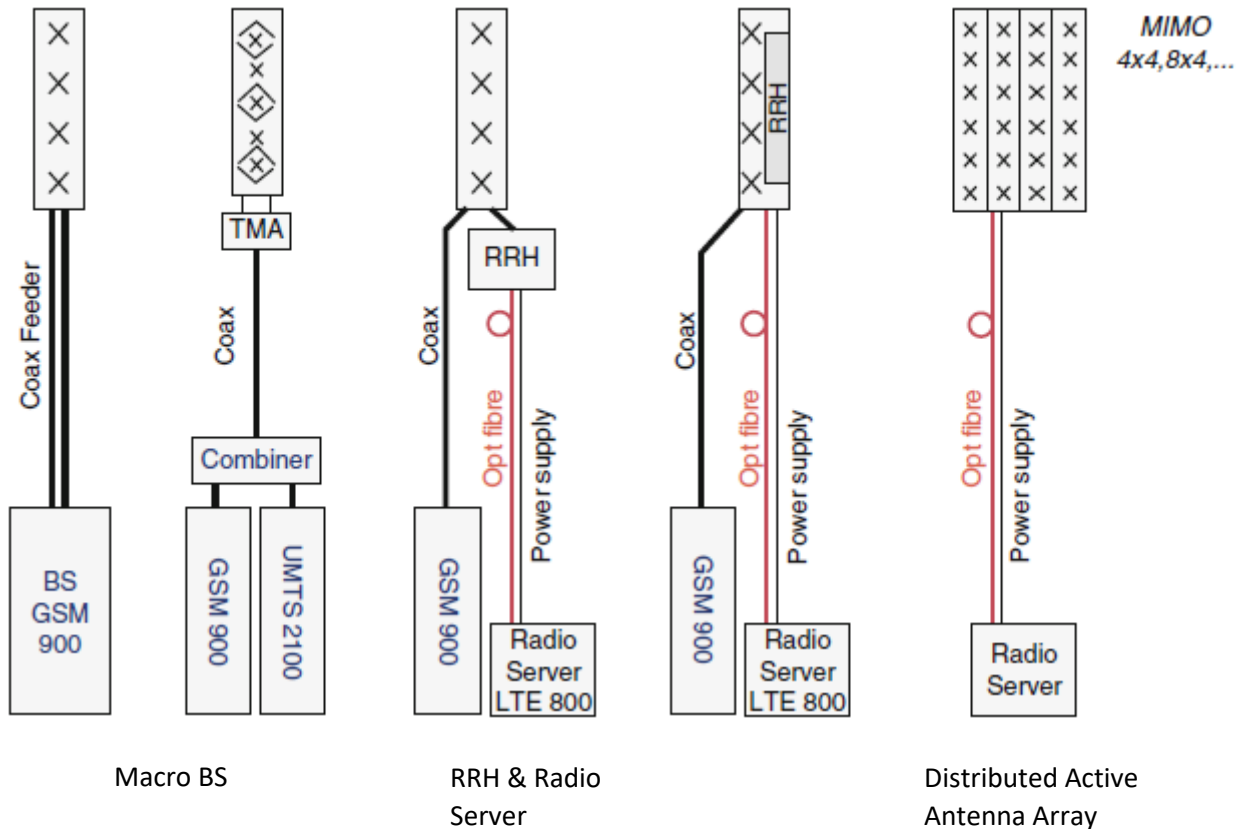 MIMO
4x4,8x4,...
RRH
TMA
RRH
Coax Feeder
Coax
Coax
Opt fibre
Power supply
Coax
Opt fibre
Power supply
Opt fibre
Power supply
Combiner
BS
GSM
900
GSM 900
UMTS 2100
GSM 900
Radio
Server
LTE 800
GSM 900
Radio
Server
LTE 800
Radio
Server
Macro BS
RRH & Radio
Server
Distributed Active
Antenna Array